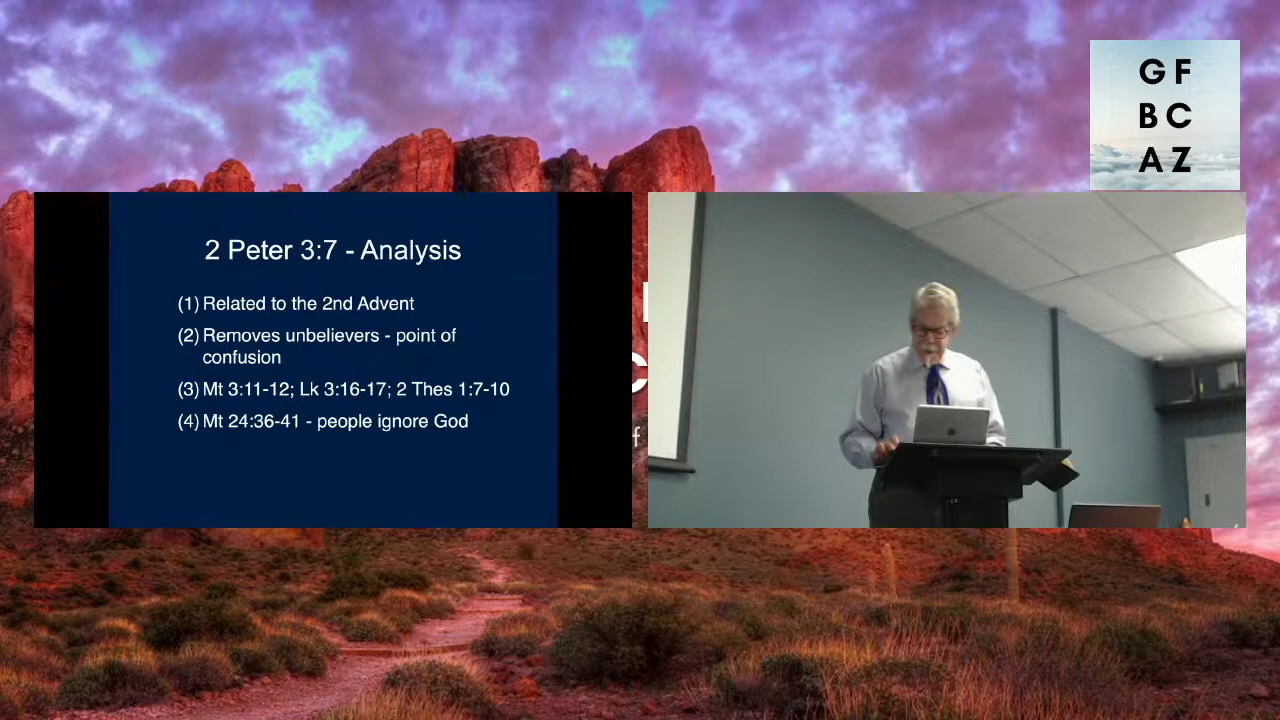 G F
B C
A Z
2 Peter 3:7 - Analysis
(1) Related to the 2nd Advent
(2) Removes unbelievers - point of
confusion
(3) Mt 3:11-12; Lk 3:16-17; 2 Thes 1:7-10
(4) Mt 24:36-41 - people ignore God